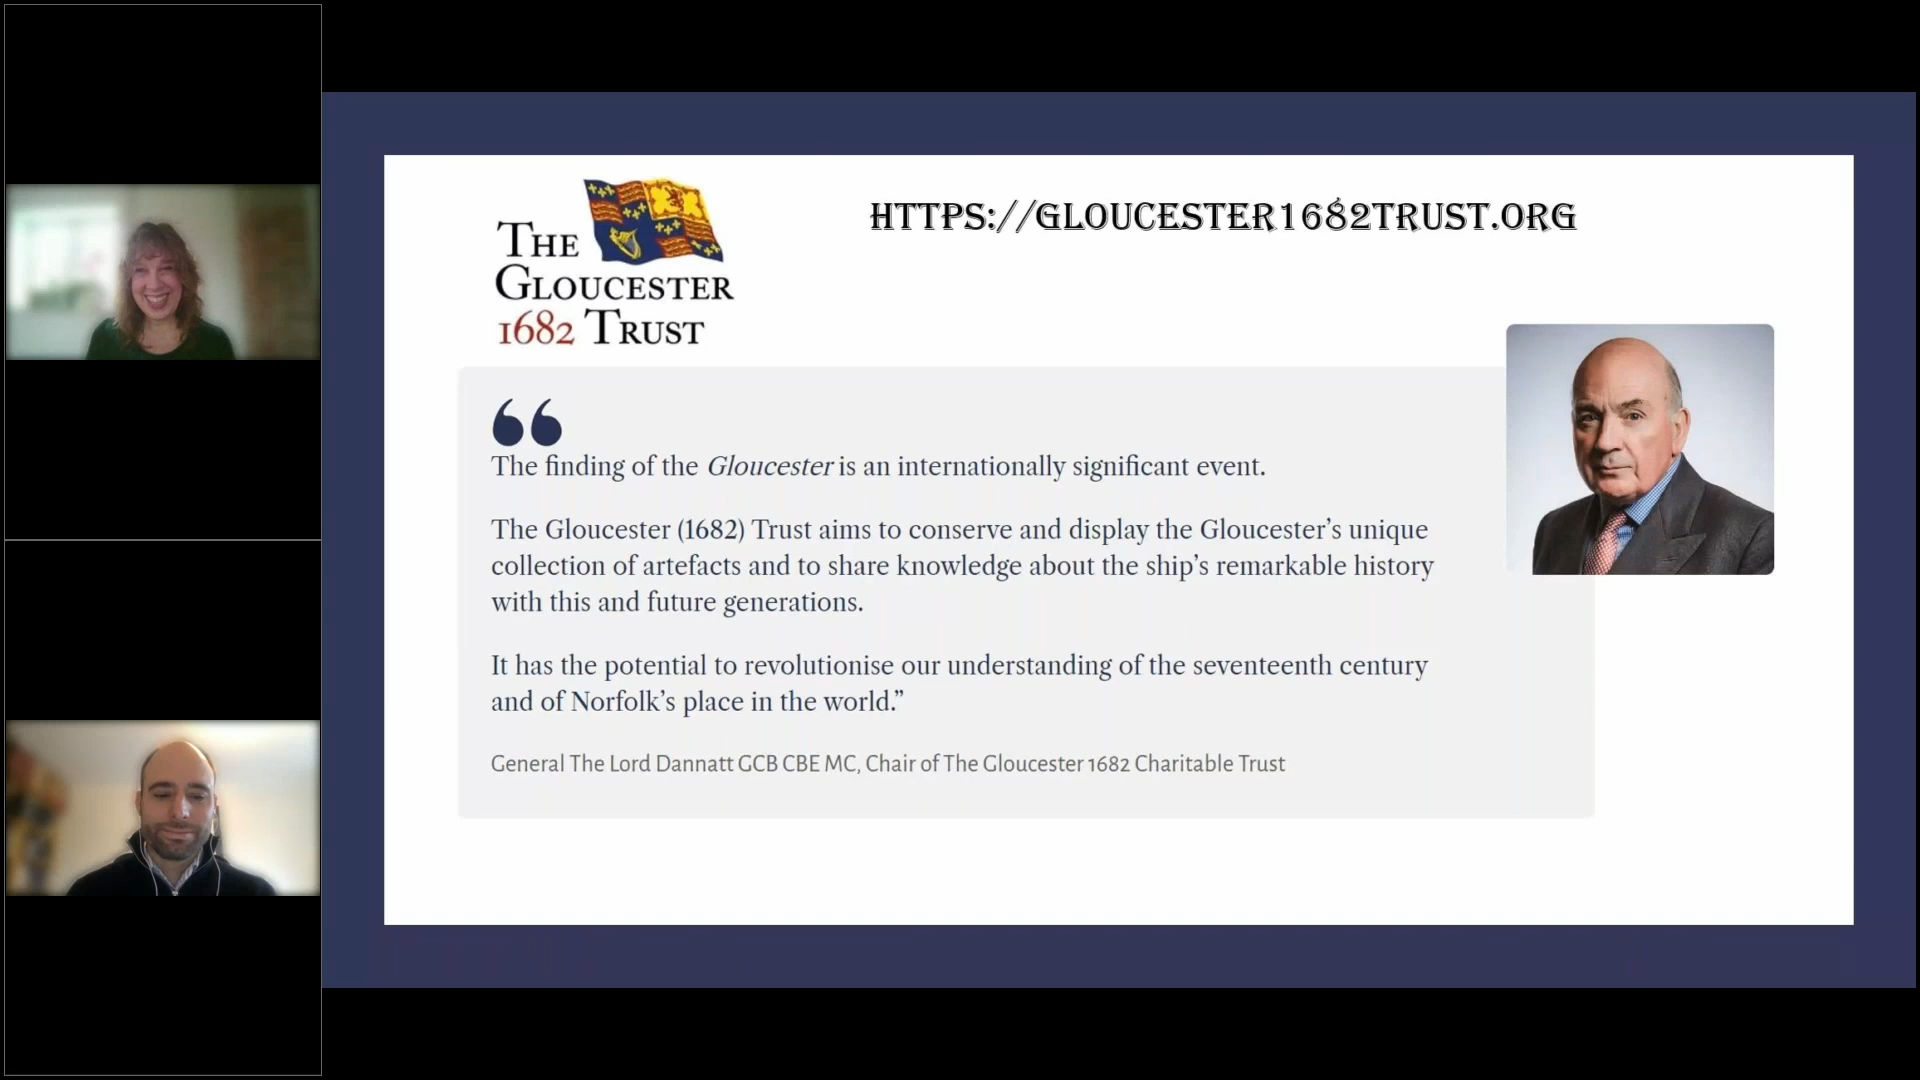 THE
GLOUCESTER
1682 TRUST
HTTPS://GLOUCESTER1682TRUST.ORG
“
The finding of the Gloucester is an internationally significant event.
The Gloucester (1682) Trust aims to conserve and display the Gloucester’s unique
collection of artefacts and to share knowledge about the ship’s remarkable history
with this and future generations.
It has the potential to revolutionise our understanding of the seventeenth century
and of Norfolk’s place in the world.”
General The Lord Dannatt GCB CBE MC, Chair of The Gloucester 1682 Charitable Trust